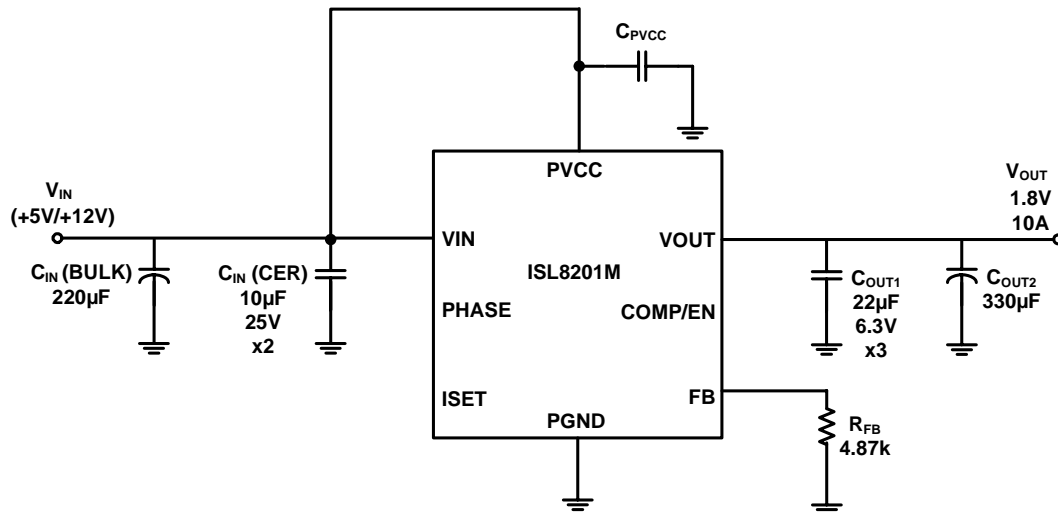 CPVCC
PVCC
VIN
(+5V/+12V)
VOUT
1.8V
10A
VIN
VOUT
CIN (BULK)
220µF
CIN (CER)
10µF
25V
x2
ISL8201M
PHASE
COMP/EN
COUT1
22µF
6.3V
x3
COUT2
330µF
ISET
FB
PGND
RFB
4.87k